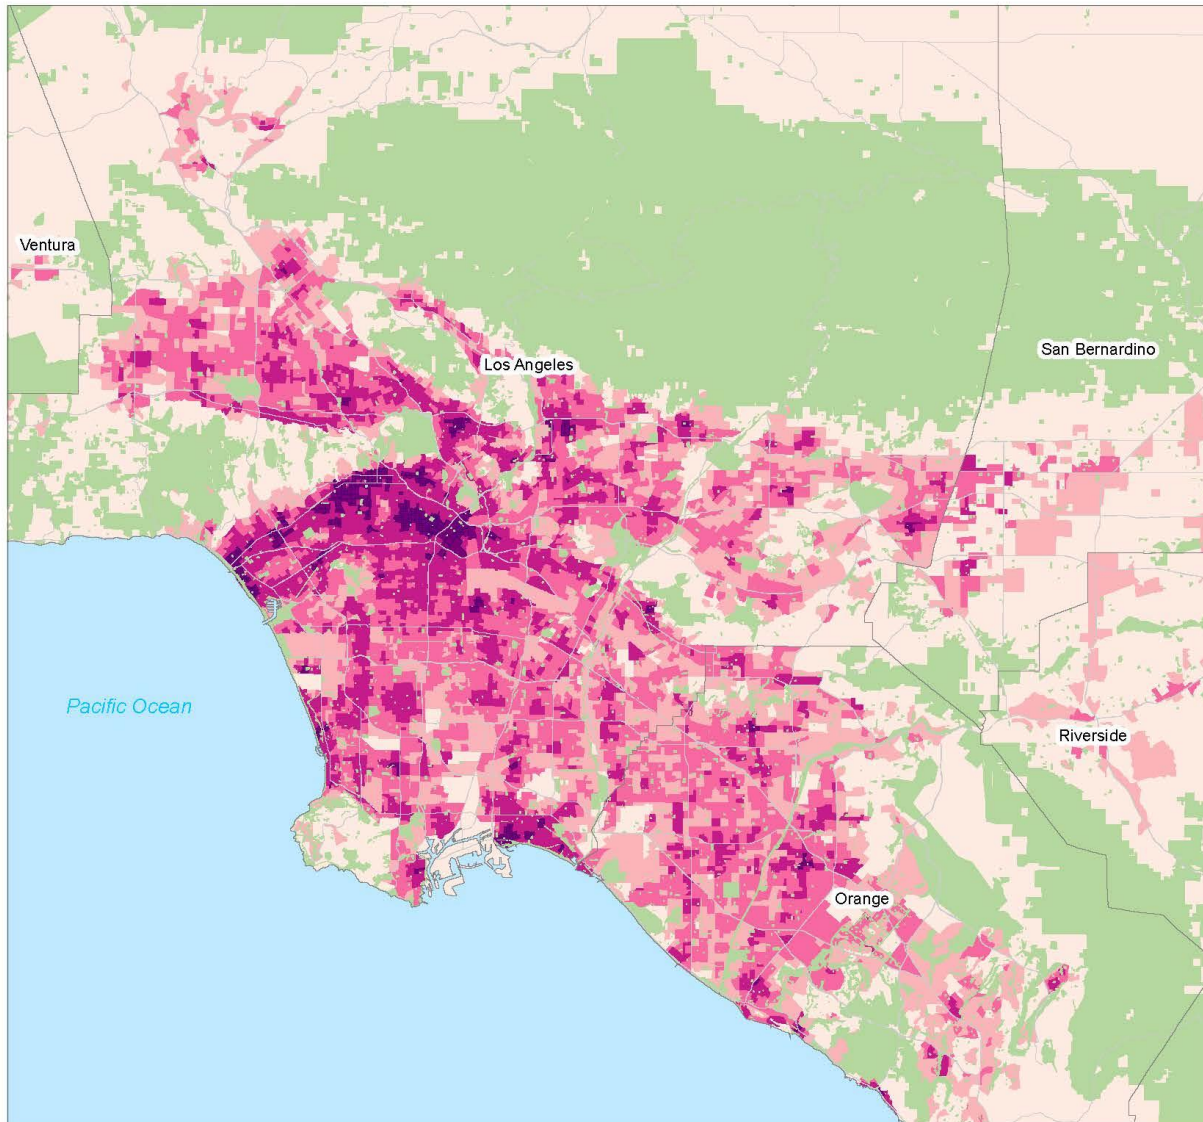 Ventura
Los Angeles
San Bernardino
Pacific Ocean
Riverside
Orange